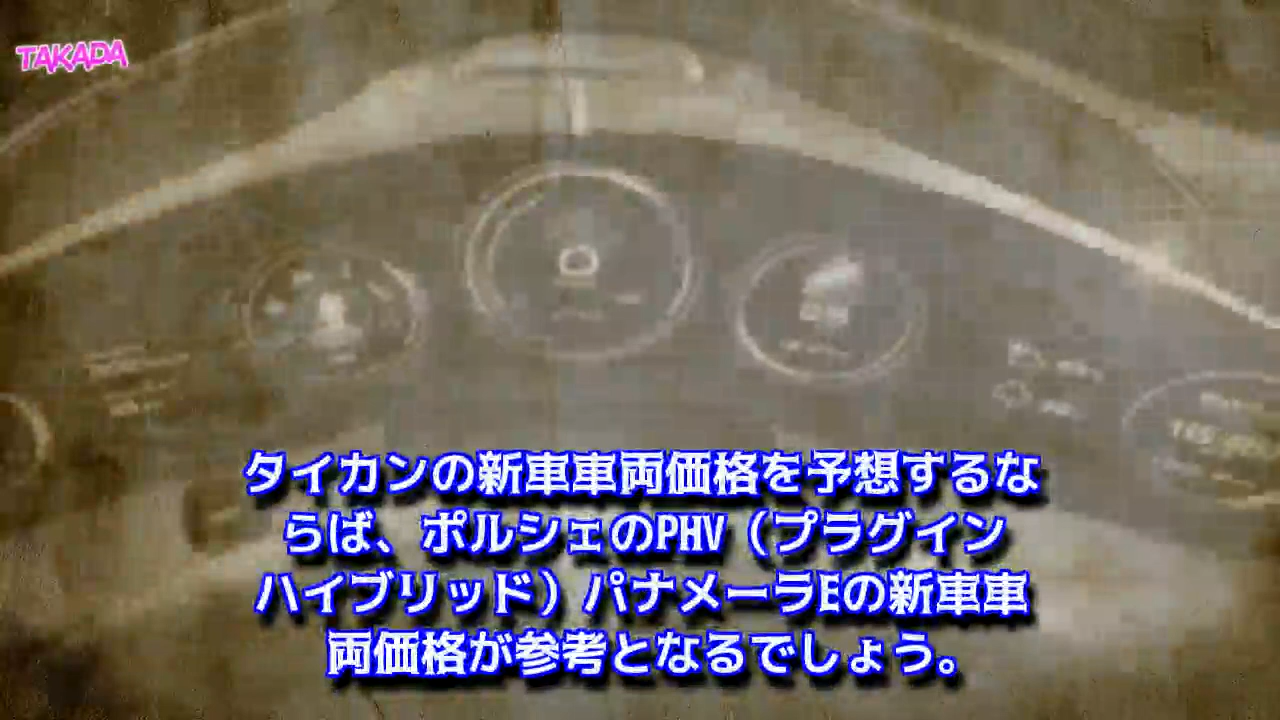 TAKADA
タイカンの新車車両価格を予想するな
らば、ポルシェのPHV（プラグイン
ハイブリッド）パナメーラEの新車車
両価格が参考となるでしょう。